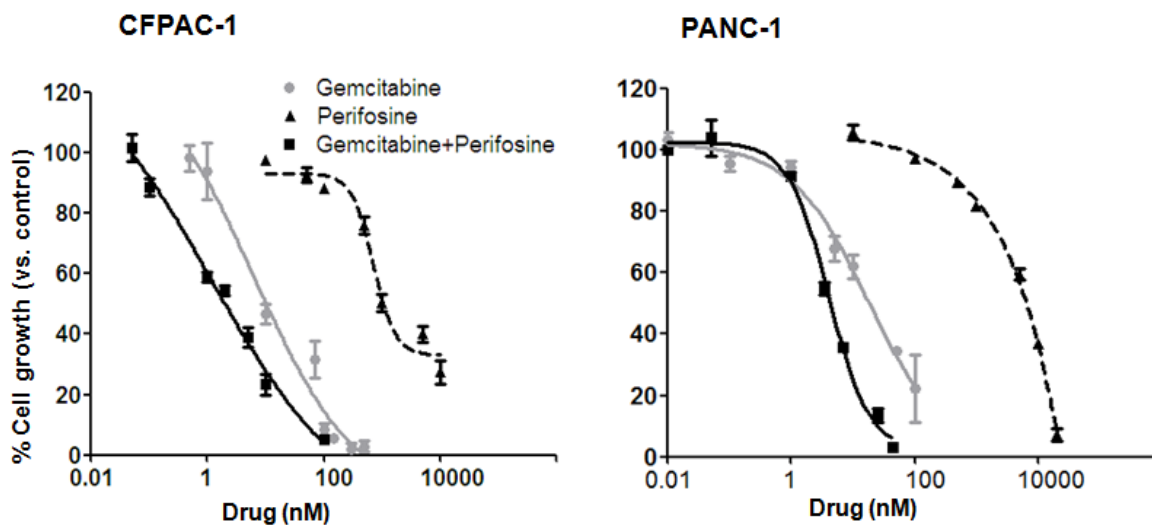 CFPAC-1
PANC-1
Gemcitabine
Perifosine
Gemcitabine+Perifosine
% Cell growth (vs. control)
120
100
80
60
40
20
0
0.01
1
100
10000
Drug (nM)
120
100
80
60
40
20
0
0.01
1
100
10000
Drug (nM)